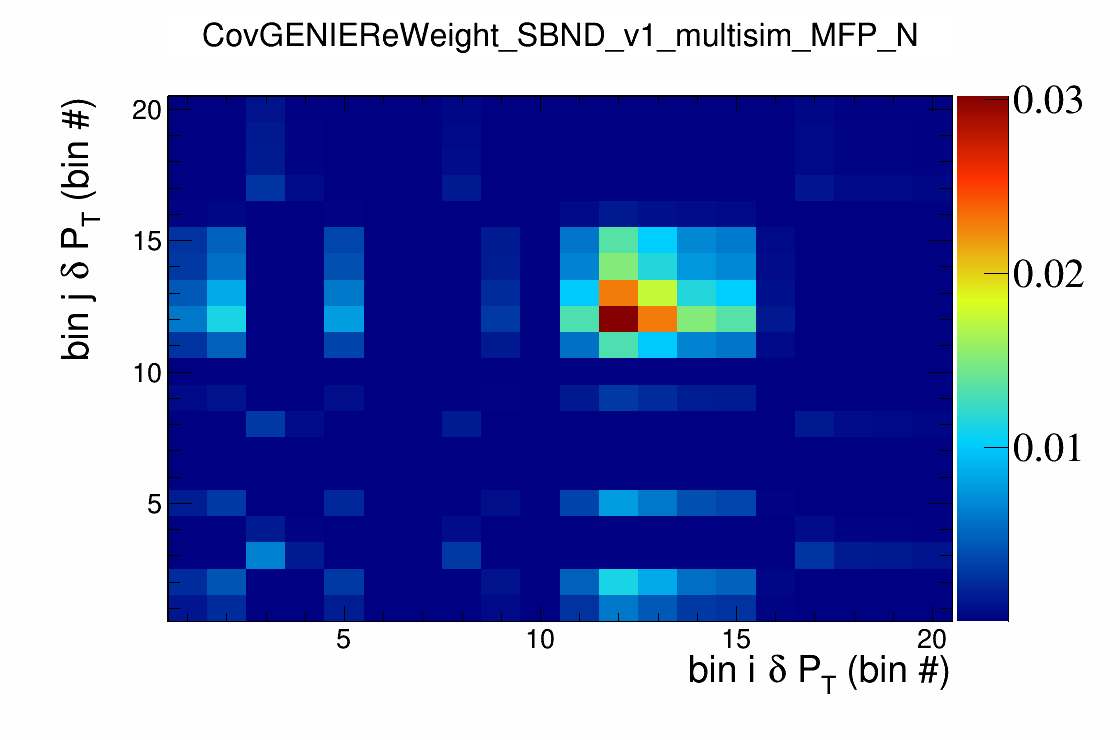 CovGENIEReWeight_SBND_v1_multisim_MFP_N
bin j δ P_T (bin #)
20
15
10
5
5 10 15 20
bin i δ P_T (bin #)
0.03
0.02
0.01